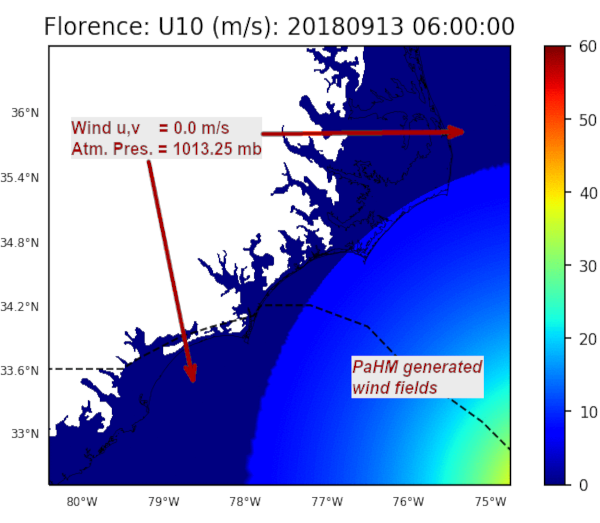 Florence: U10 (m/s): 20180913 06:00:00
60
36°N
Wind u,v = 0.0 m/s
Atm. Pres. = 1013.25 mb
50
35.4°N
40
34.8°N
30
34.2°N
20
33.6°N
PaHM generated
wind fields
10
33°N
0
80°W 79°W 78°W 77°W 76°W 75°W